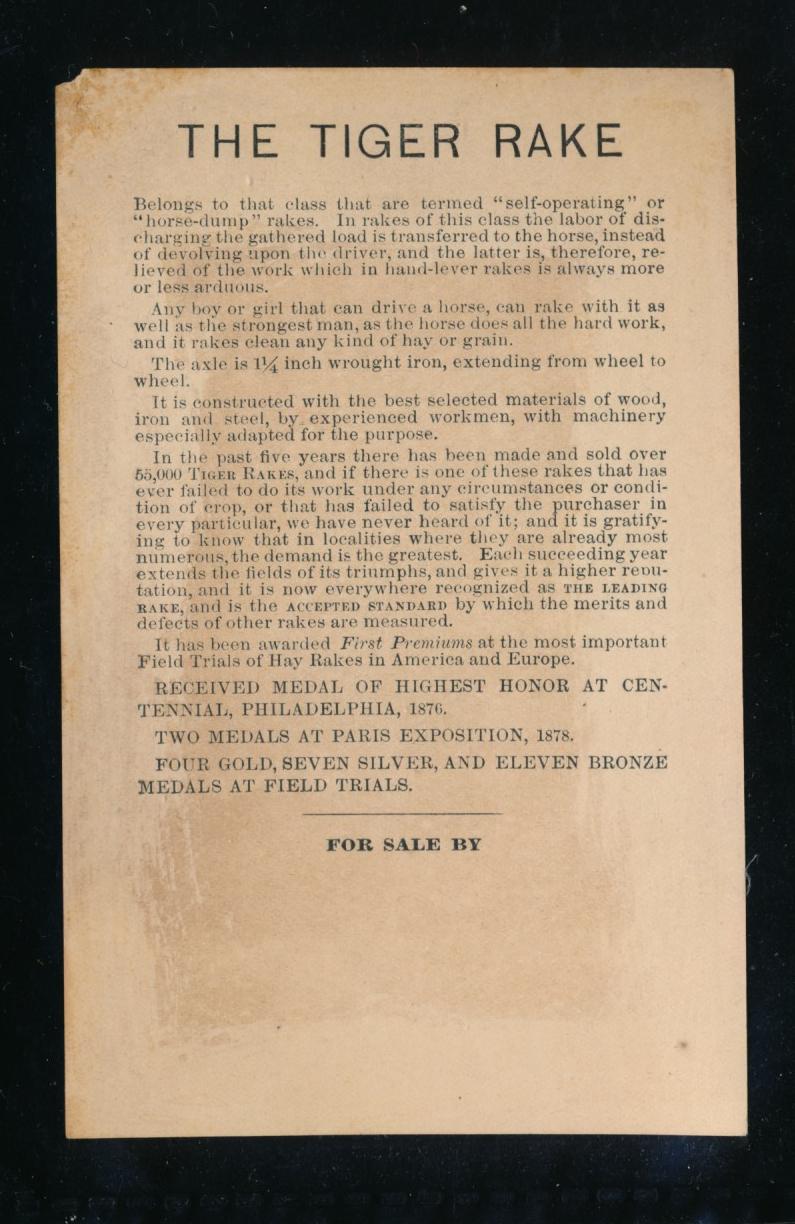 THE TIGER RAKE
Belongs to that class that are termed "self-operating" or
"horse-dump" rakes. In rakes of this class the labor of dis-
charging the gathered load is transferred to the horse, instead
of devolving upon the driver, and the latter is, therefore, re-
lieved of the work which in hand-lever rakes is always more
or less arduous.
Any boy or girl that can drive a horse, can rake with it as
well as the strongest man, as the horse does all the hard work,
and it rakes clean any kind of hay or grain.
The axle is 1¼ inch wrought iron, extending from wheel to
wheel.
It is constructed with the best selected materials of wood,
iron and steel, by experienced workmen, with machinery
especially adapted for the purpose.
In the past five years there has been made and sold over
55,000 TIGER RAKES, and if there is one of these rakes that has
ever failed to do its work under any circumstances or condi-
tion of crop, or that has failed to satisfy the purchaser in
every particular, we have never heard of it; and it is gratify-
ing to know that in localities where they are already most
numerous, the demand is the greatest. Each succeeding year
extends the fields of its triumphs, and gives it a higher repu-
tation, and it is now everywhere recognized as THE LEADING
RAKE, and is the ACCEPTED STANDARD by which the merits and
defects of other rakes are measured.
It has been awarded First Premiums at the most important
Field Trials of Hay Rakes in America and Europe.
RECEIVED MEDAL OF HIGHEST HONOR AT CEN-
TENNIAL, PHILADELPHIA, 1876.
TWO MEDALS AT PARIS EXPOSITION, 1878.
FOUR GOLD, SEVEN SILVER, AND ELEVEN BRONZE
MEDALS AT FIELD TRIALS.
FOR SALE BY